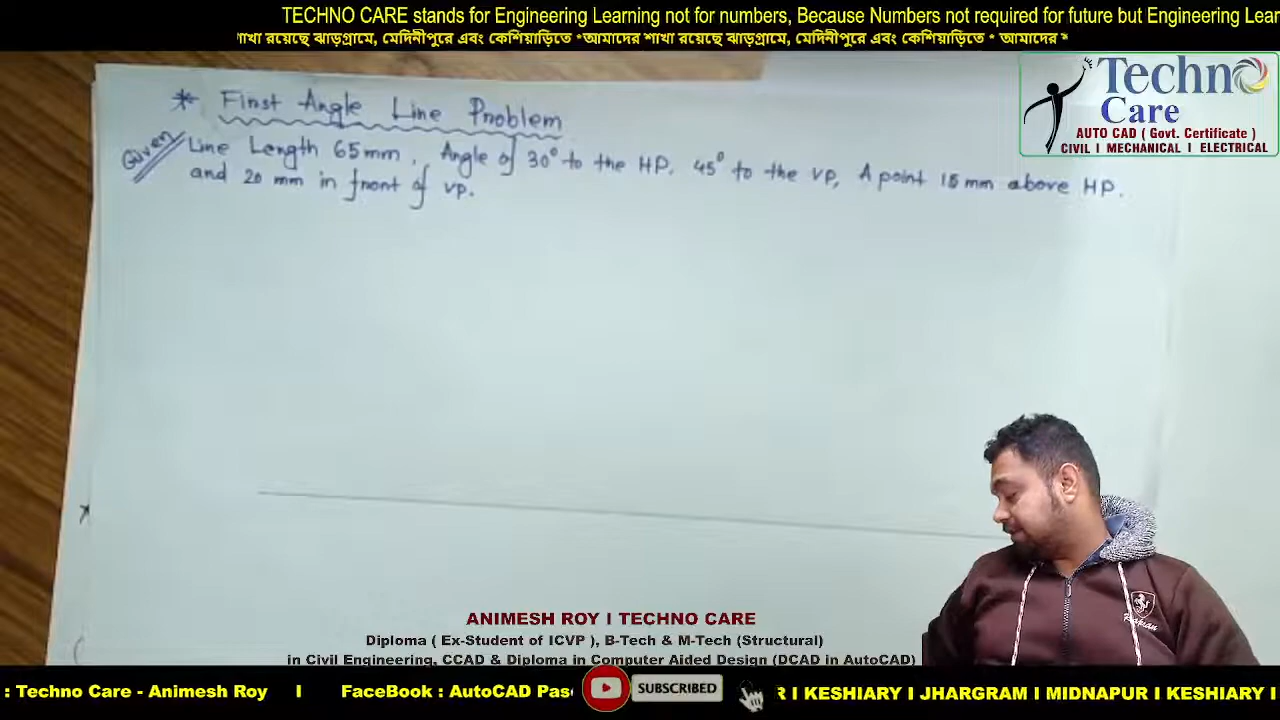 TECHNO CARE stands for Engineering Learning not for numbers, Because Numbers not required for future but Engineering Lear
শাখা রয়েছে ঝাড়গ্রামে, মেদিনীপুরে এবং কেশিয়াড়িতে *আমাদের শাখা রয়েছে ঝাড়গ্রামে, মেদিনীপুরে এবং কেশিয়াড়িতে * আমাদের
Techno
Care
AUTO CAD ( Govt. Certificate )
CIVIL I MECHANICAL I ELECTRICAL
* First Angle Line Problem
Given Line Length 65mm, Angle of 30° to the HP, 45° to the VP, A point 15 mm above HP.
and 20 mm in front of VP.
ANIMESH ROY I TECHNO CARE
Diploma ( Ex-Student of ICVP ), B-Tech & M-Tech (Structural)
in Civil Engineering, CCAD & Diploma in Computer Aided Design (DCAD in AutoCAD)
: Techno Care - Animesh Roy I FaceBook : AutoCAD Pas SUBSCRIBED R I KESHIARY I JHARGRAM I MIDNAPUR I KESHIARY I